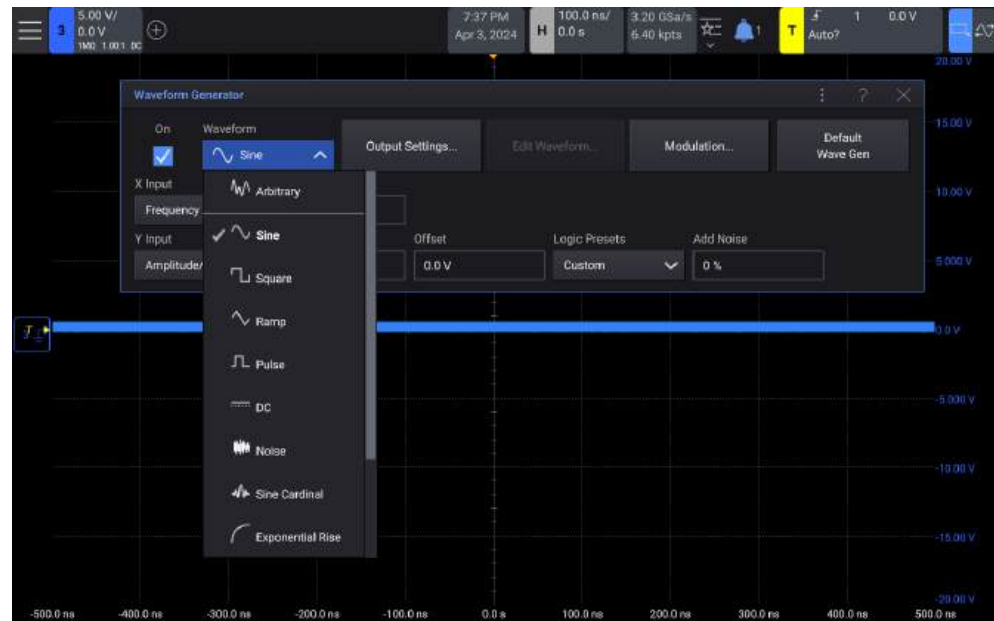 5.00 V/
3 0.0 V
1MΩ 1.00:1 DC
7:37 PM
Apr 3, 2024
H 100.0 ns/
0.0 s
3.20 GSa/s
6.40 kpts
1
T Auto?
1 0.0 V
20.00 V
Waveform Generator
? 
On Waveform
Sine
Output Settings...
Edit Waveform...
Modulation...
Default
Wave Gen
15.00 V
X Input
Arbitrary
10.00 V
Frequency
Y Input
Sine
Offset Logic Presets Add Noise
Amplitude/
0.0 V Custom 0 %
5.000 V
Square
Ramp
T
0.0 V
Pulse
DC
-5.000 V
Noise
-10.00 V
Sine Cardinal
Exponential Rise
-15.00 V
-20.00 V
-500.0 ns -400.0 ns -300.0 ns -200.0 ns -100.0 ns 0.0 s 100.0 ns 200.0 ns 300.0 ns 400.0 ns 500.0 ns